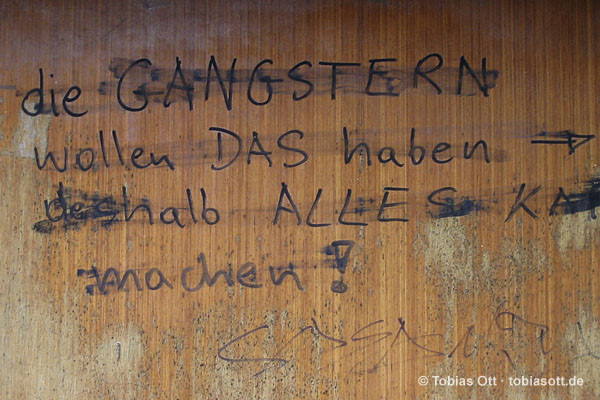 die GANGSTERN
wollen DAS haben →
deshalb ALLES KA
machen!
© Tobias Ott · tobiasott.de